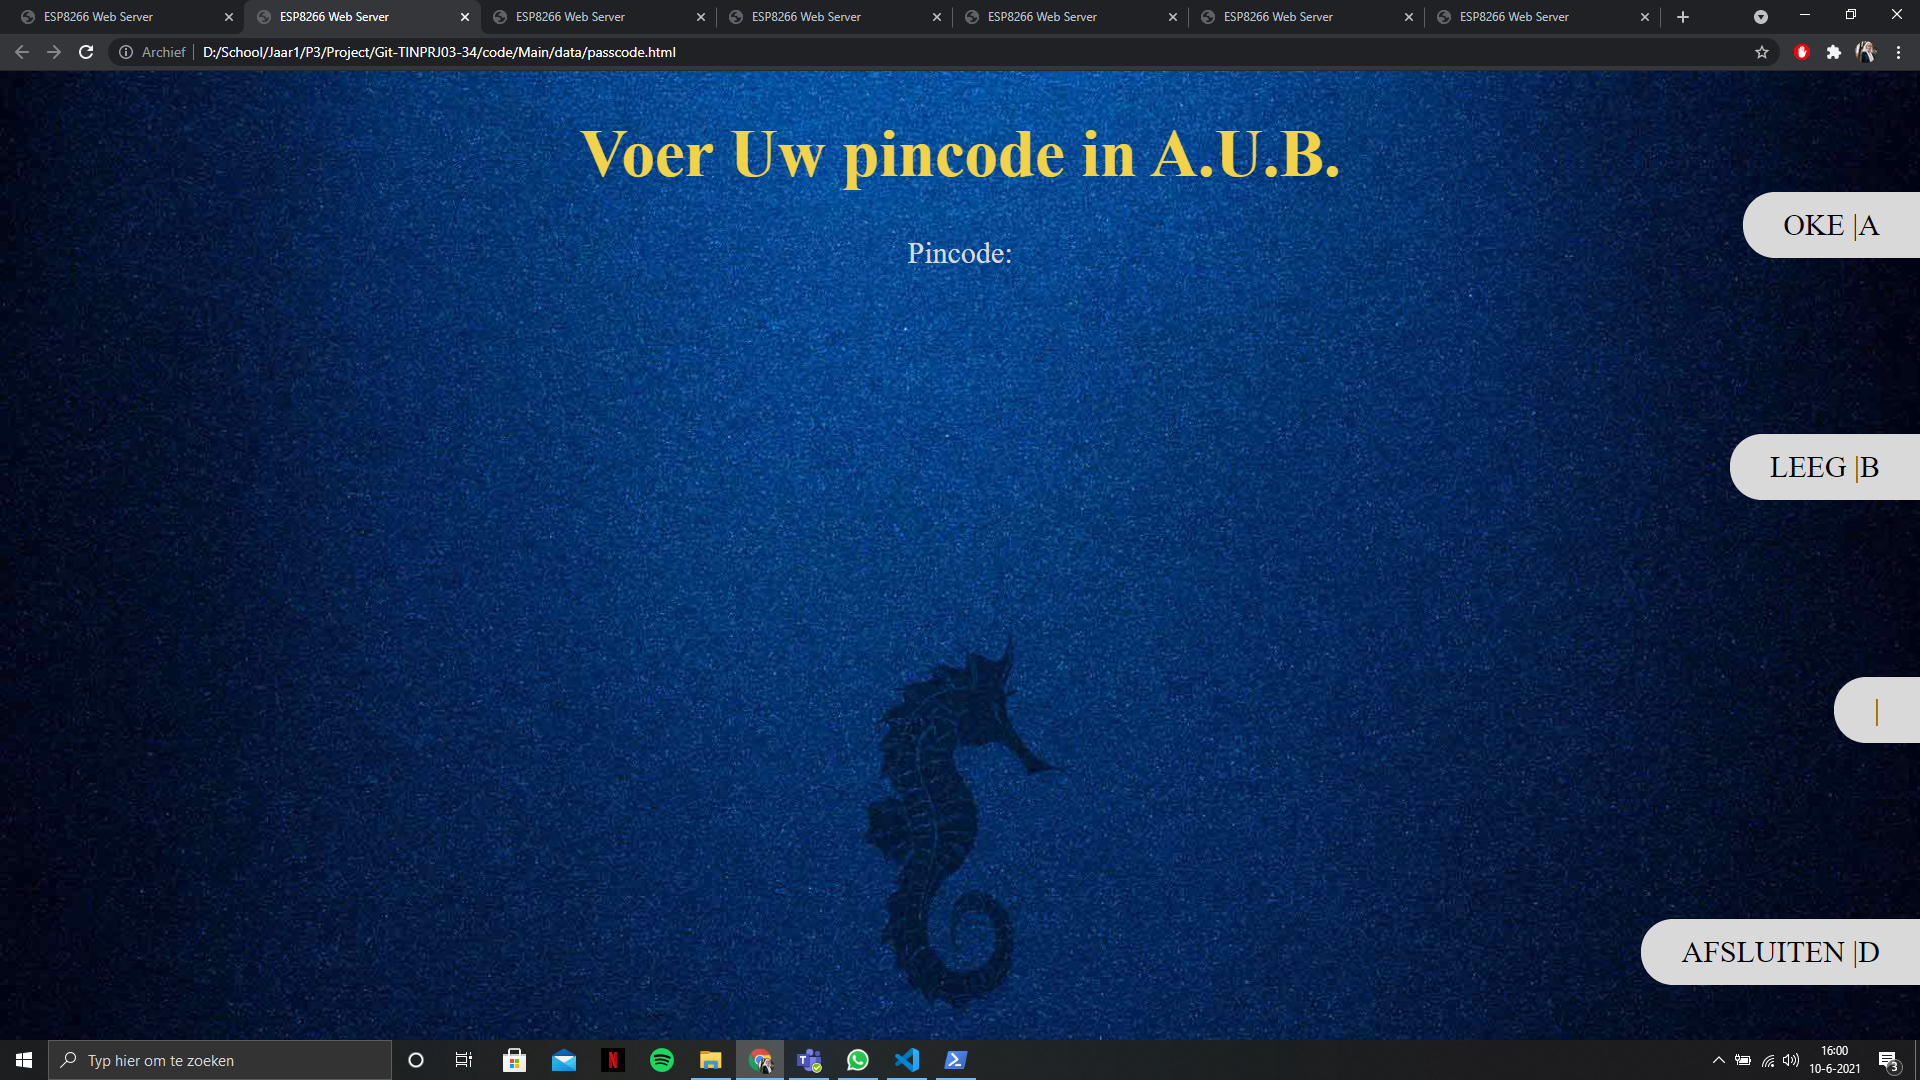 ESP8266 Web Server
ESP8266 Web Server
ESP8266 Web Server
ESP8266 Web Server
ESP8266 Web Server
ESP8266 Web Server
ESP8266 Web Server
Archief | D:/School/Jaar1/P3/Project/Git-TINPRJ03-34/code/Main/data/passcode.html
Voer Uw pincode in A.U.B.
OKE |A
Pincode:
LEEG |B
|
AFSLUITEN |D
Typ hier om te zoeken
16:00
10-6-2021
3